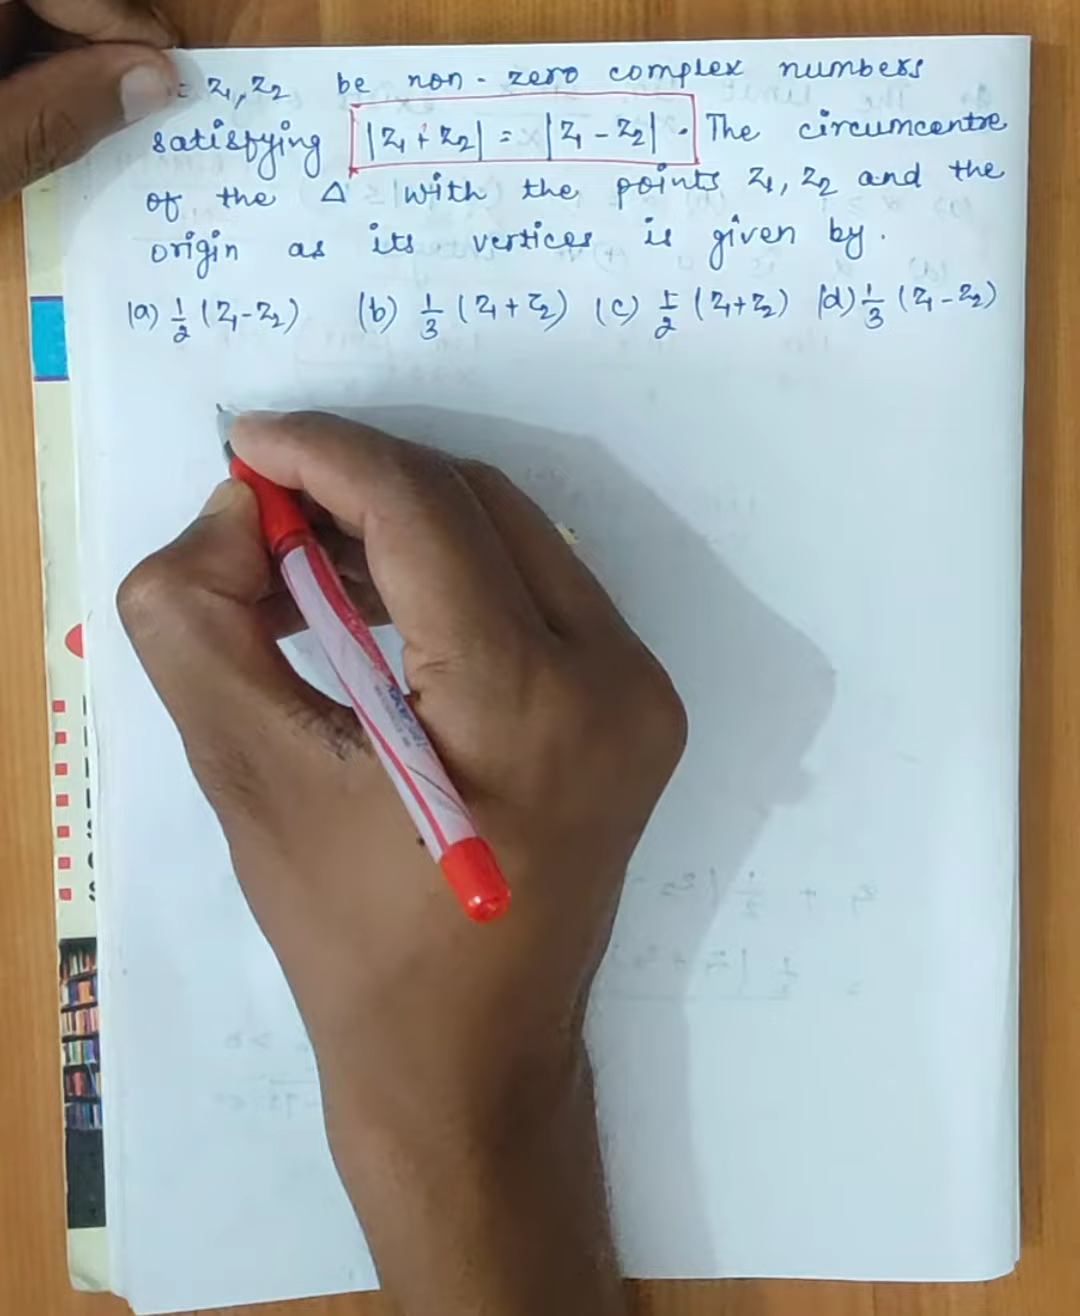 z₁, z₂ be non-zero complex numbers
satisfying |z₁ + z₂| = |z₁ - z₂|. The circumcentre
of the Δ with the points z₁, z₂ and the
origin as its vertices is given by.
(a) 1/2 (z₁-z₂) (b) 1/3 (z₁+z₂) (c) 1/2 (z₁+z₂) (d) 1/3 (z₁-z₂)